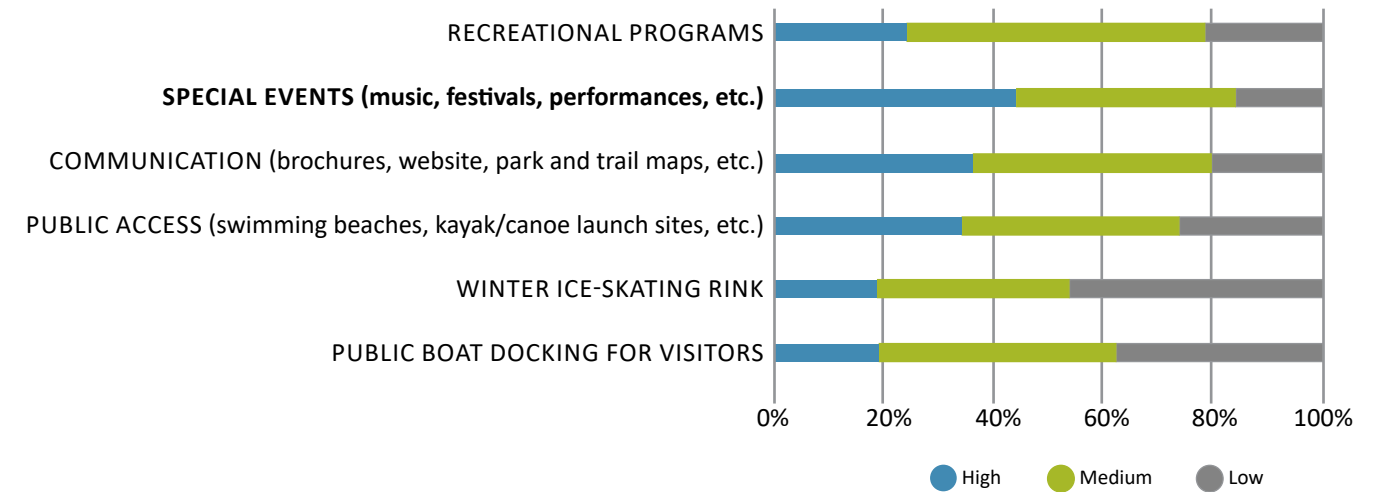 RECREATIONAL PROGRAMS
SPECIAL EVENTS (music, festivals, performances, etc.)
COMMUNICATION (brochures, website, park and trail maps, etc.)
PUBLIC ACCESS (swimming beaches, kayak/canoe launch sites, etc.)
WINTER ICE-SKATING RINK
PUBLIC BOAT DOCKING FOR VISITORS
0% 20% 40% 60% 80% 100%
High Medium Low